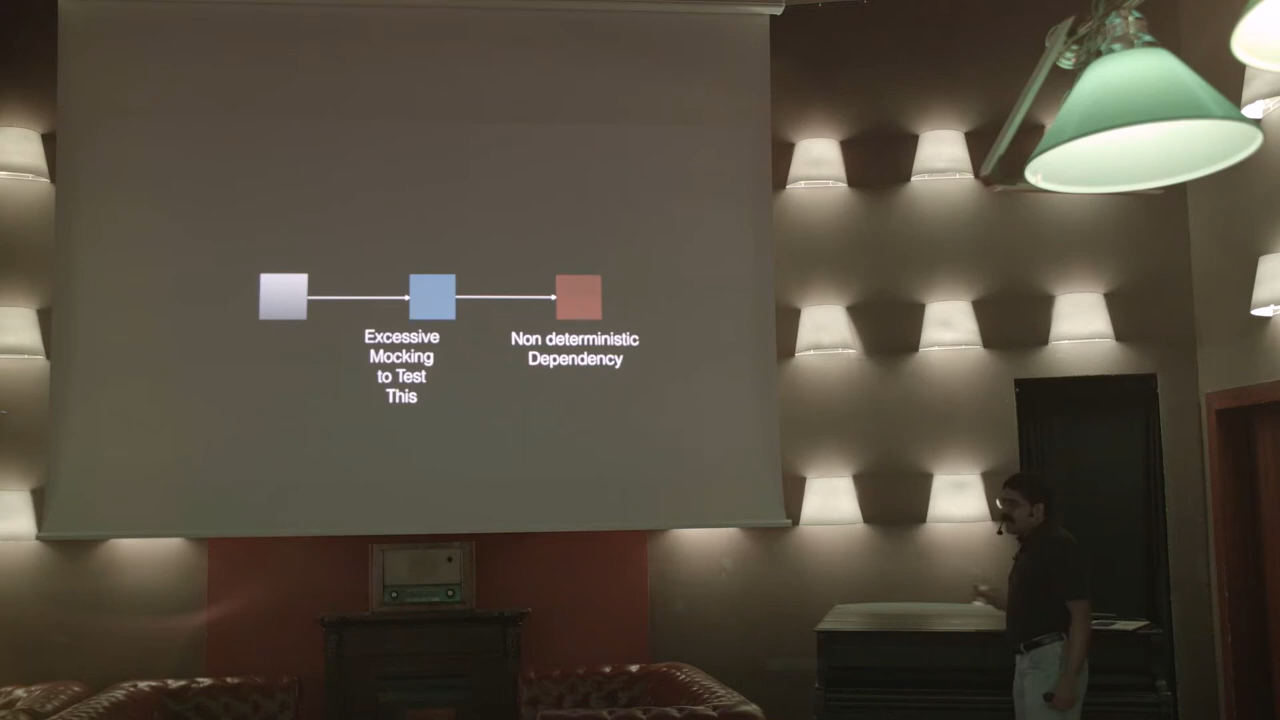 Excessive
Mocking
to Test
This
Non deterministic
Dependency